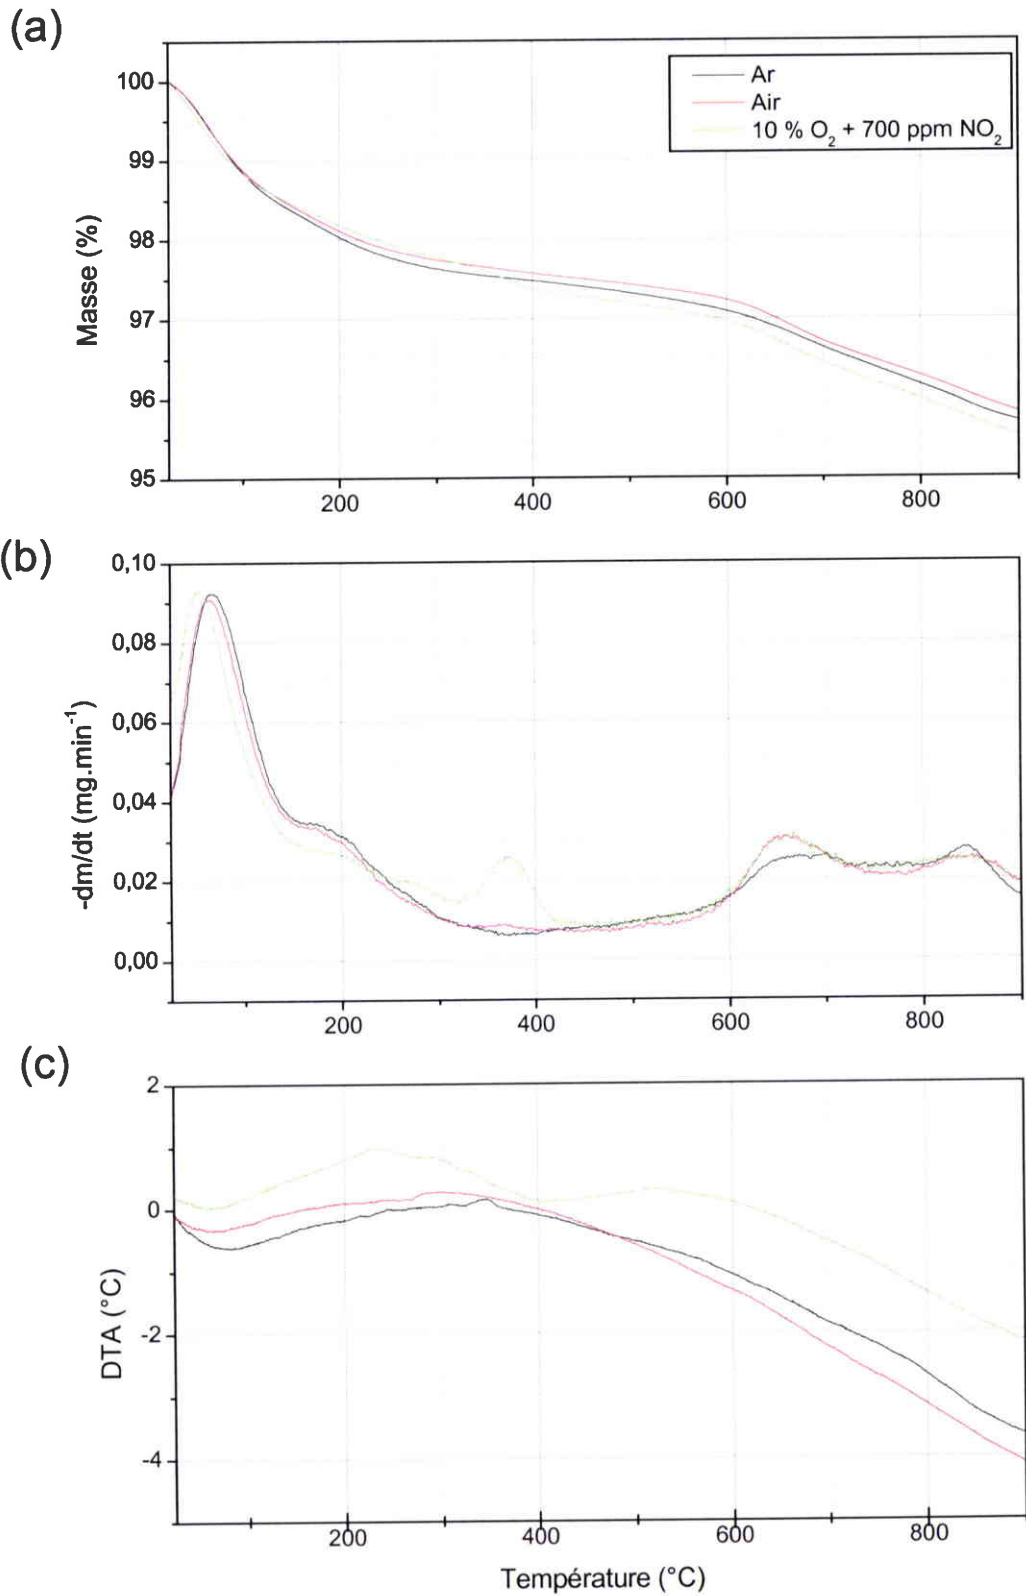 (a)
100
99
98
97
96
95
Masse (%)
Ar
Air
10 % O₂ + 700 ppm NO₂
200 400 600 800
(b)
0,10
0,08
0,06
0,04
0,02
0,00
-dm/dt (mg.min⁻¹)
200 400 600 800
(c)
2
0
-2
-4
DTA (°C)
200 400 600 800
Température (°C)